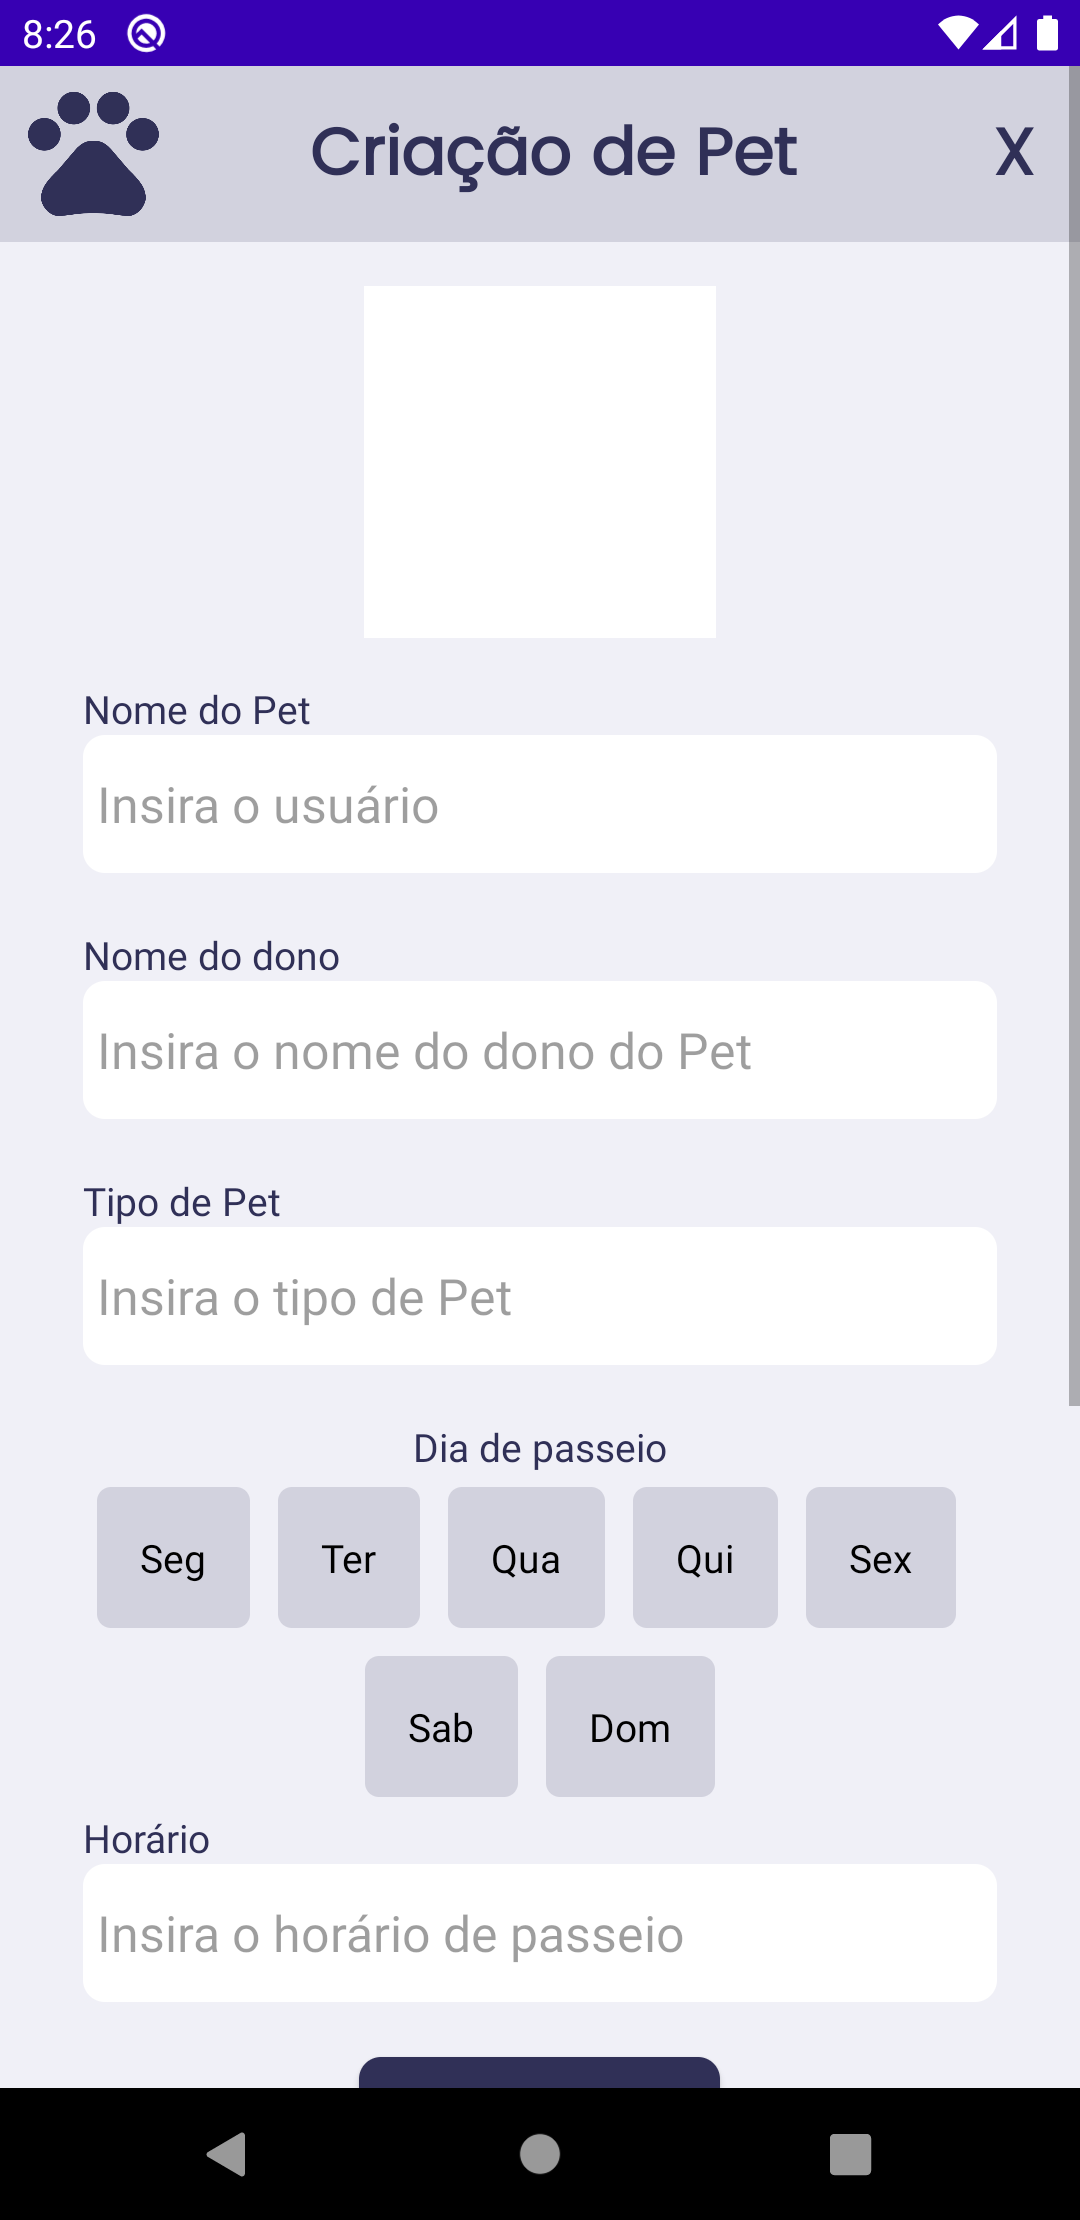 8:26
Criação de Pet X
Nome do Pet
Insira o usuário
Nome do dono
Insira o nome do dono do Pet
Tipo de Pet
Insira o tipo de Pet
Dia de passeio
Seg Ter Qua Qui Sex
Sab Dom
Horário
Insira o horário de passeio